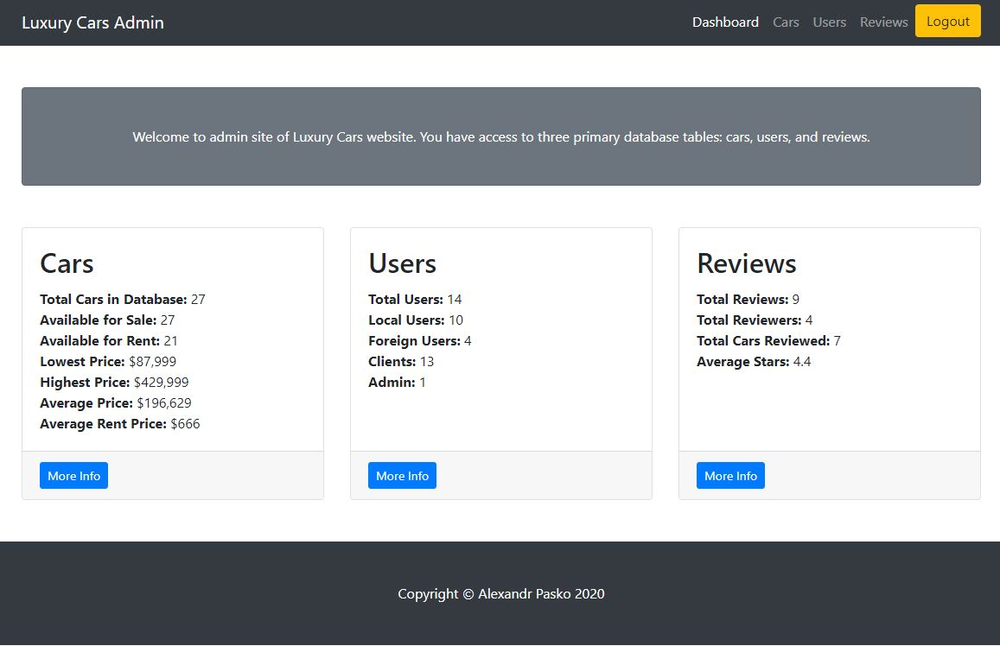 Luxury Cars Admin
Dashboard Cars Users Reviews Logout
Welcome to admin site of Luxury Cars website. You have access to three primary database tables: cars, users, and reviews.
Cars
Total Cars in Database: 27
Available for Sale: 27
Available for Rent: 21
Lowest Price: $87,999
Highest Price: $429,999
Average Price: $196,629
Average Rent Price: $666
More Info
Users
Total Users: 14
Local Users: 10
Foreign Users: 4
Clients: 13
Admin: 1
More Info
Reviews
Total Reviews: 9
Total Reviewers: 4
Total Cars Reviewed: 7
Average Stars: 4.4
More Info
Copyright © Alexandr Pasko 2020